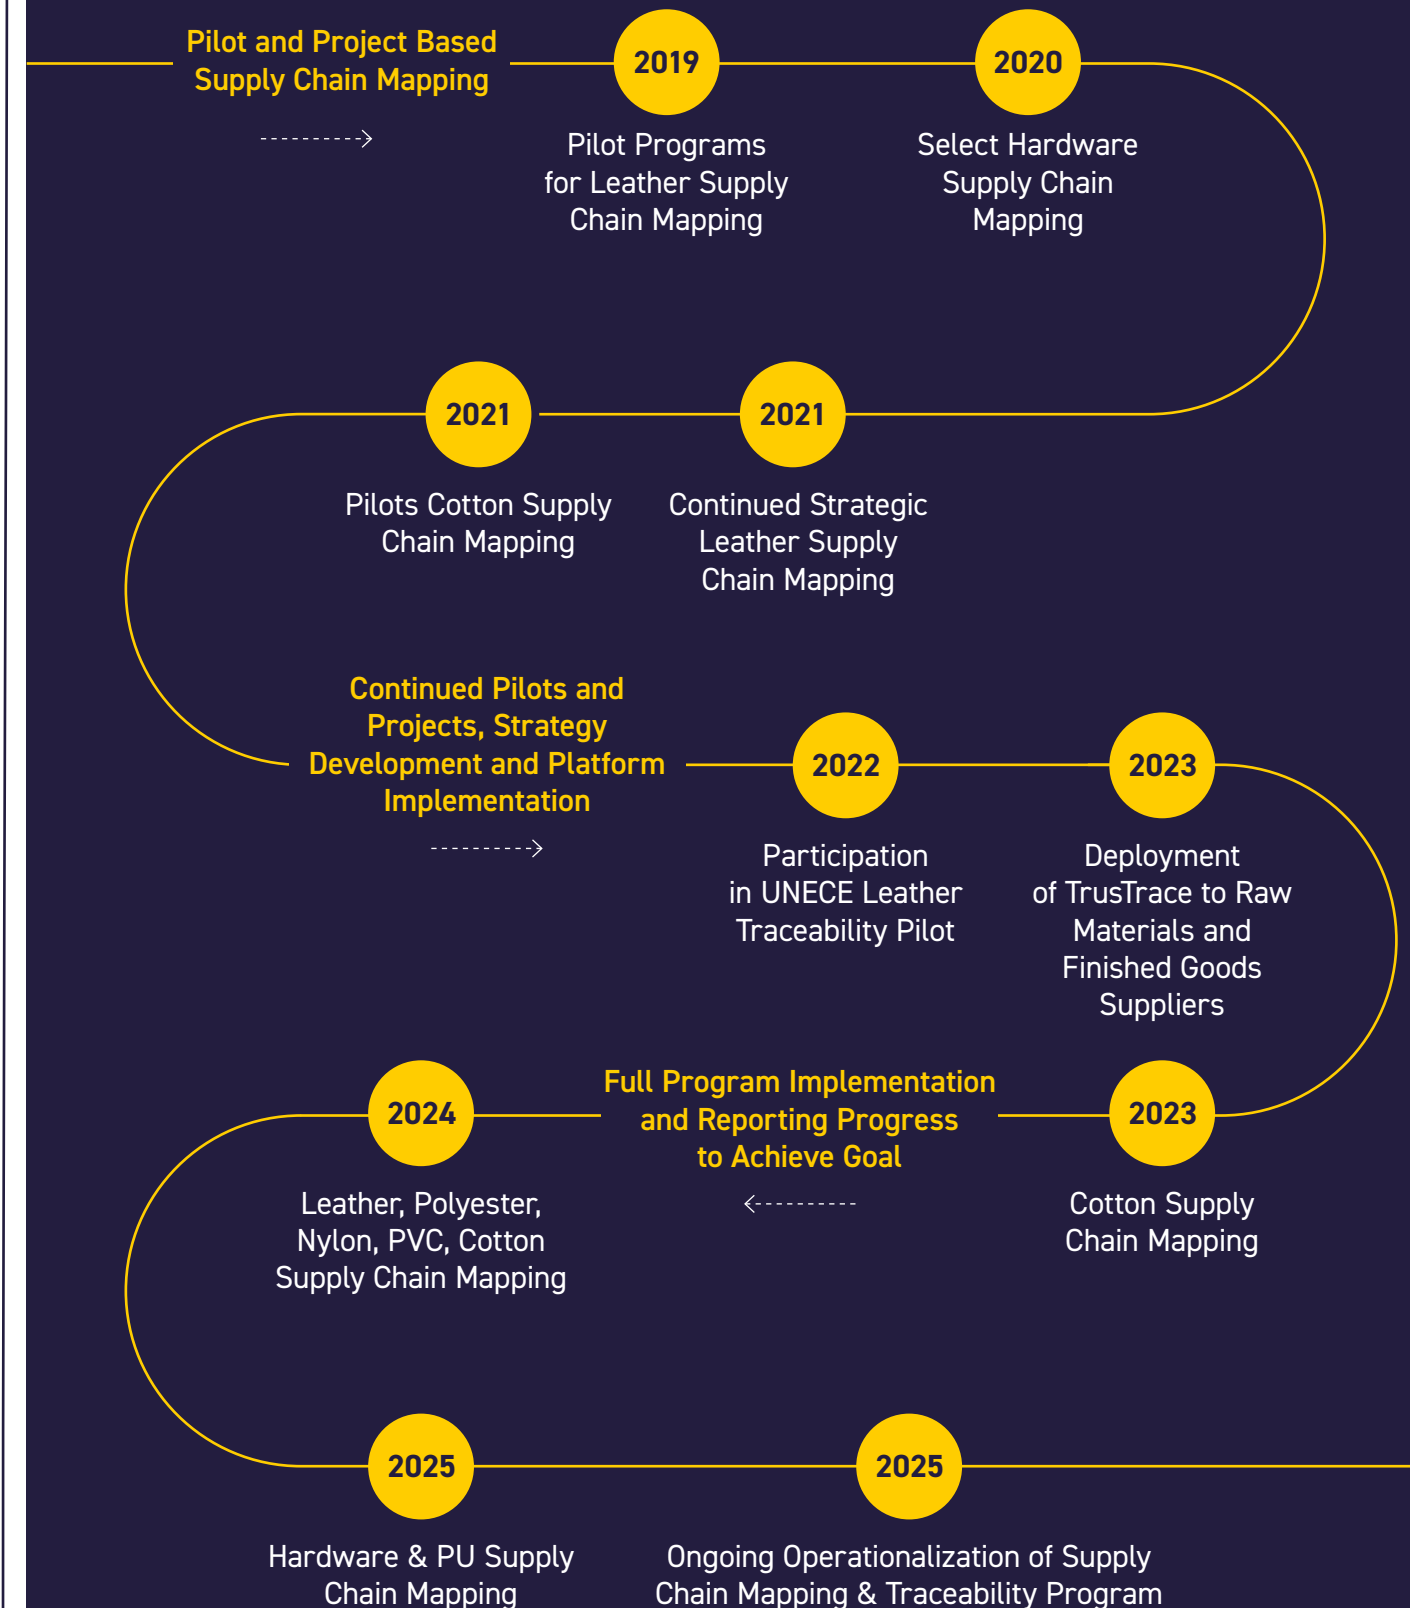 Pilot and Project Based
Supply Chain Mapping
2019
Pilot Programs
for Leather Supply
Chain Mapping
2020
Select Hardware
Supply Chain
Mapping
2021
Continued Strategic
Leather Supply
Chain Mapping
2021
Pilots Cotton Supply
Chain Mapping
Continued Pilots and
Projects, Strategy
Development and Platform
Implementation
2022
Participation
in UNECE Leather
Traceability Pilot
2023
Deployment
of TrusTrace to Raw
Materials and
Finished Goods
Suppliers
2023
Cotton Supply
Chain Mapping
Full Program Implementation
and Reporting Progress
to Achieve Goal
2024
Leather, Polyester,
Nylon, PVC, Cotton
Supply Chain Mapping
2025
Hardware & PU Supply
Chain Mapping
2025
Ongoing Operationalization of Supply
Chain Mapping & Traceability Program